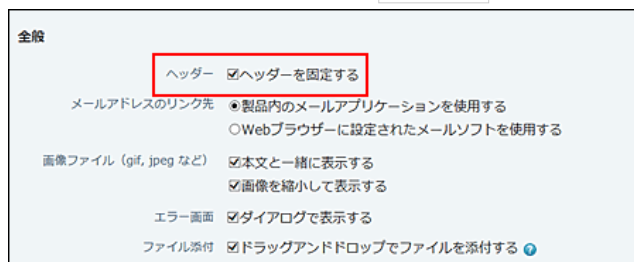 全般
ヘッダー ヘッダーを固定する
メールアドレスのリンク先 製品内のメールアプリケーションを使用する
Webブラウザーに設定されたメールソフトを使用する
画像ファイル（gif, jpeg など） 本文と一緒に表示する
画像を縮小して表示する
エラー画面 ダイアログで表示する
ファイル添付 ドラッグアンドドロップでファイルを添付する ?